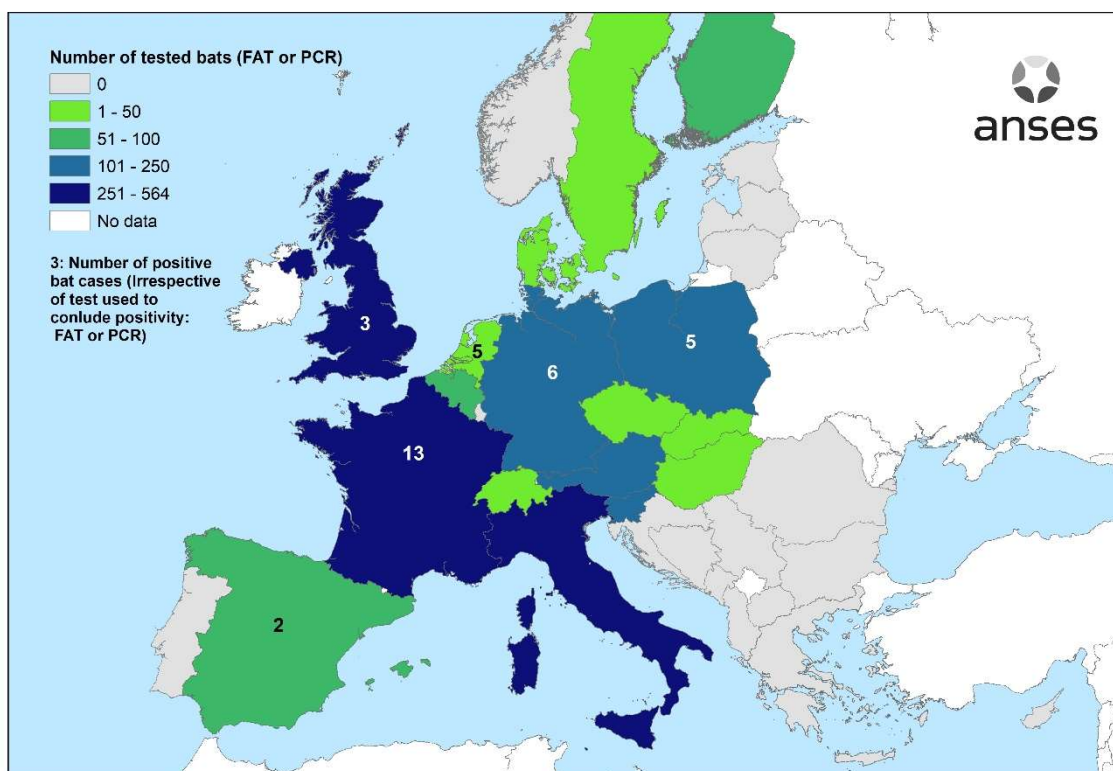 Number of tested bats (FAT or PCR)
0
1 - 50
51 - 100
101 - 250
251 - 564
No data
3: Number of positive
bat cases (Irrespective
of test used to
conlude positivity:
FAT or PCR)
anses
3
5
6
5
13
2